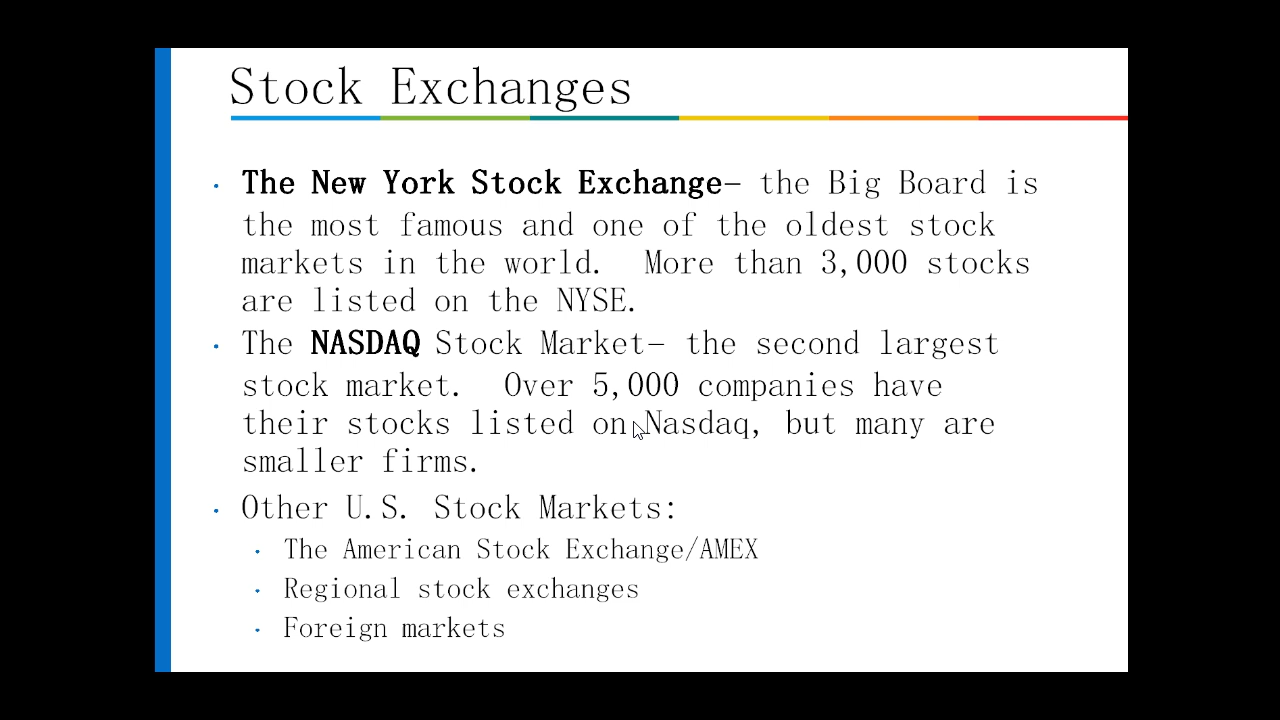 Stock Exchanges
• The New York Stock Exchange– the Big Board is
the most famous and one of the oldest stock
markets in the world.  More than 3,000 stocks
are listed on the NYSE.
• The NASDAQ Stock Market– the second largest
stock market.  Over 5,000 companies have
their stocks listed on Nasdaq, but many are
smaller firms.
• Other U.S. Stock Markets:
• The American Stock Exchange/AMEX
• Regional stock exchanges
• Foreign markets